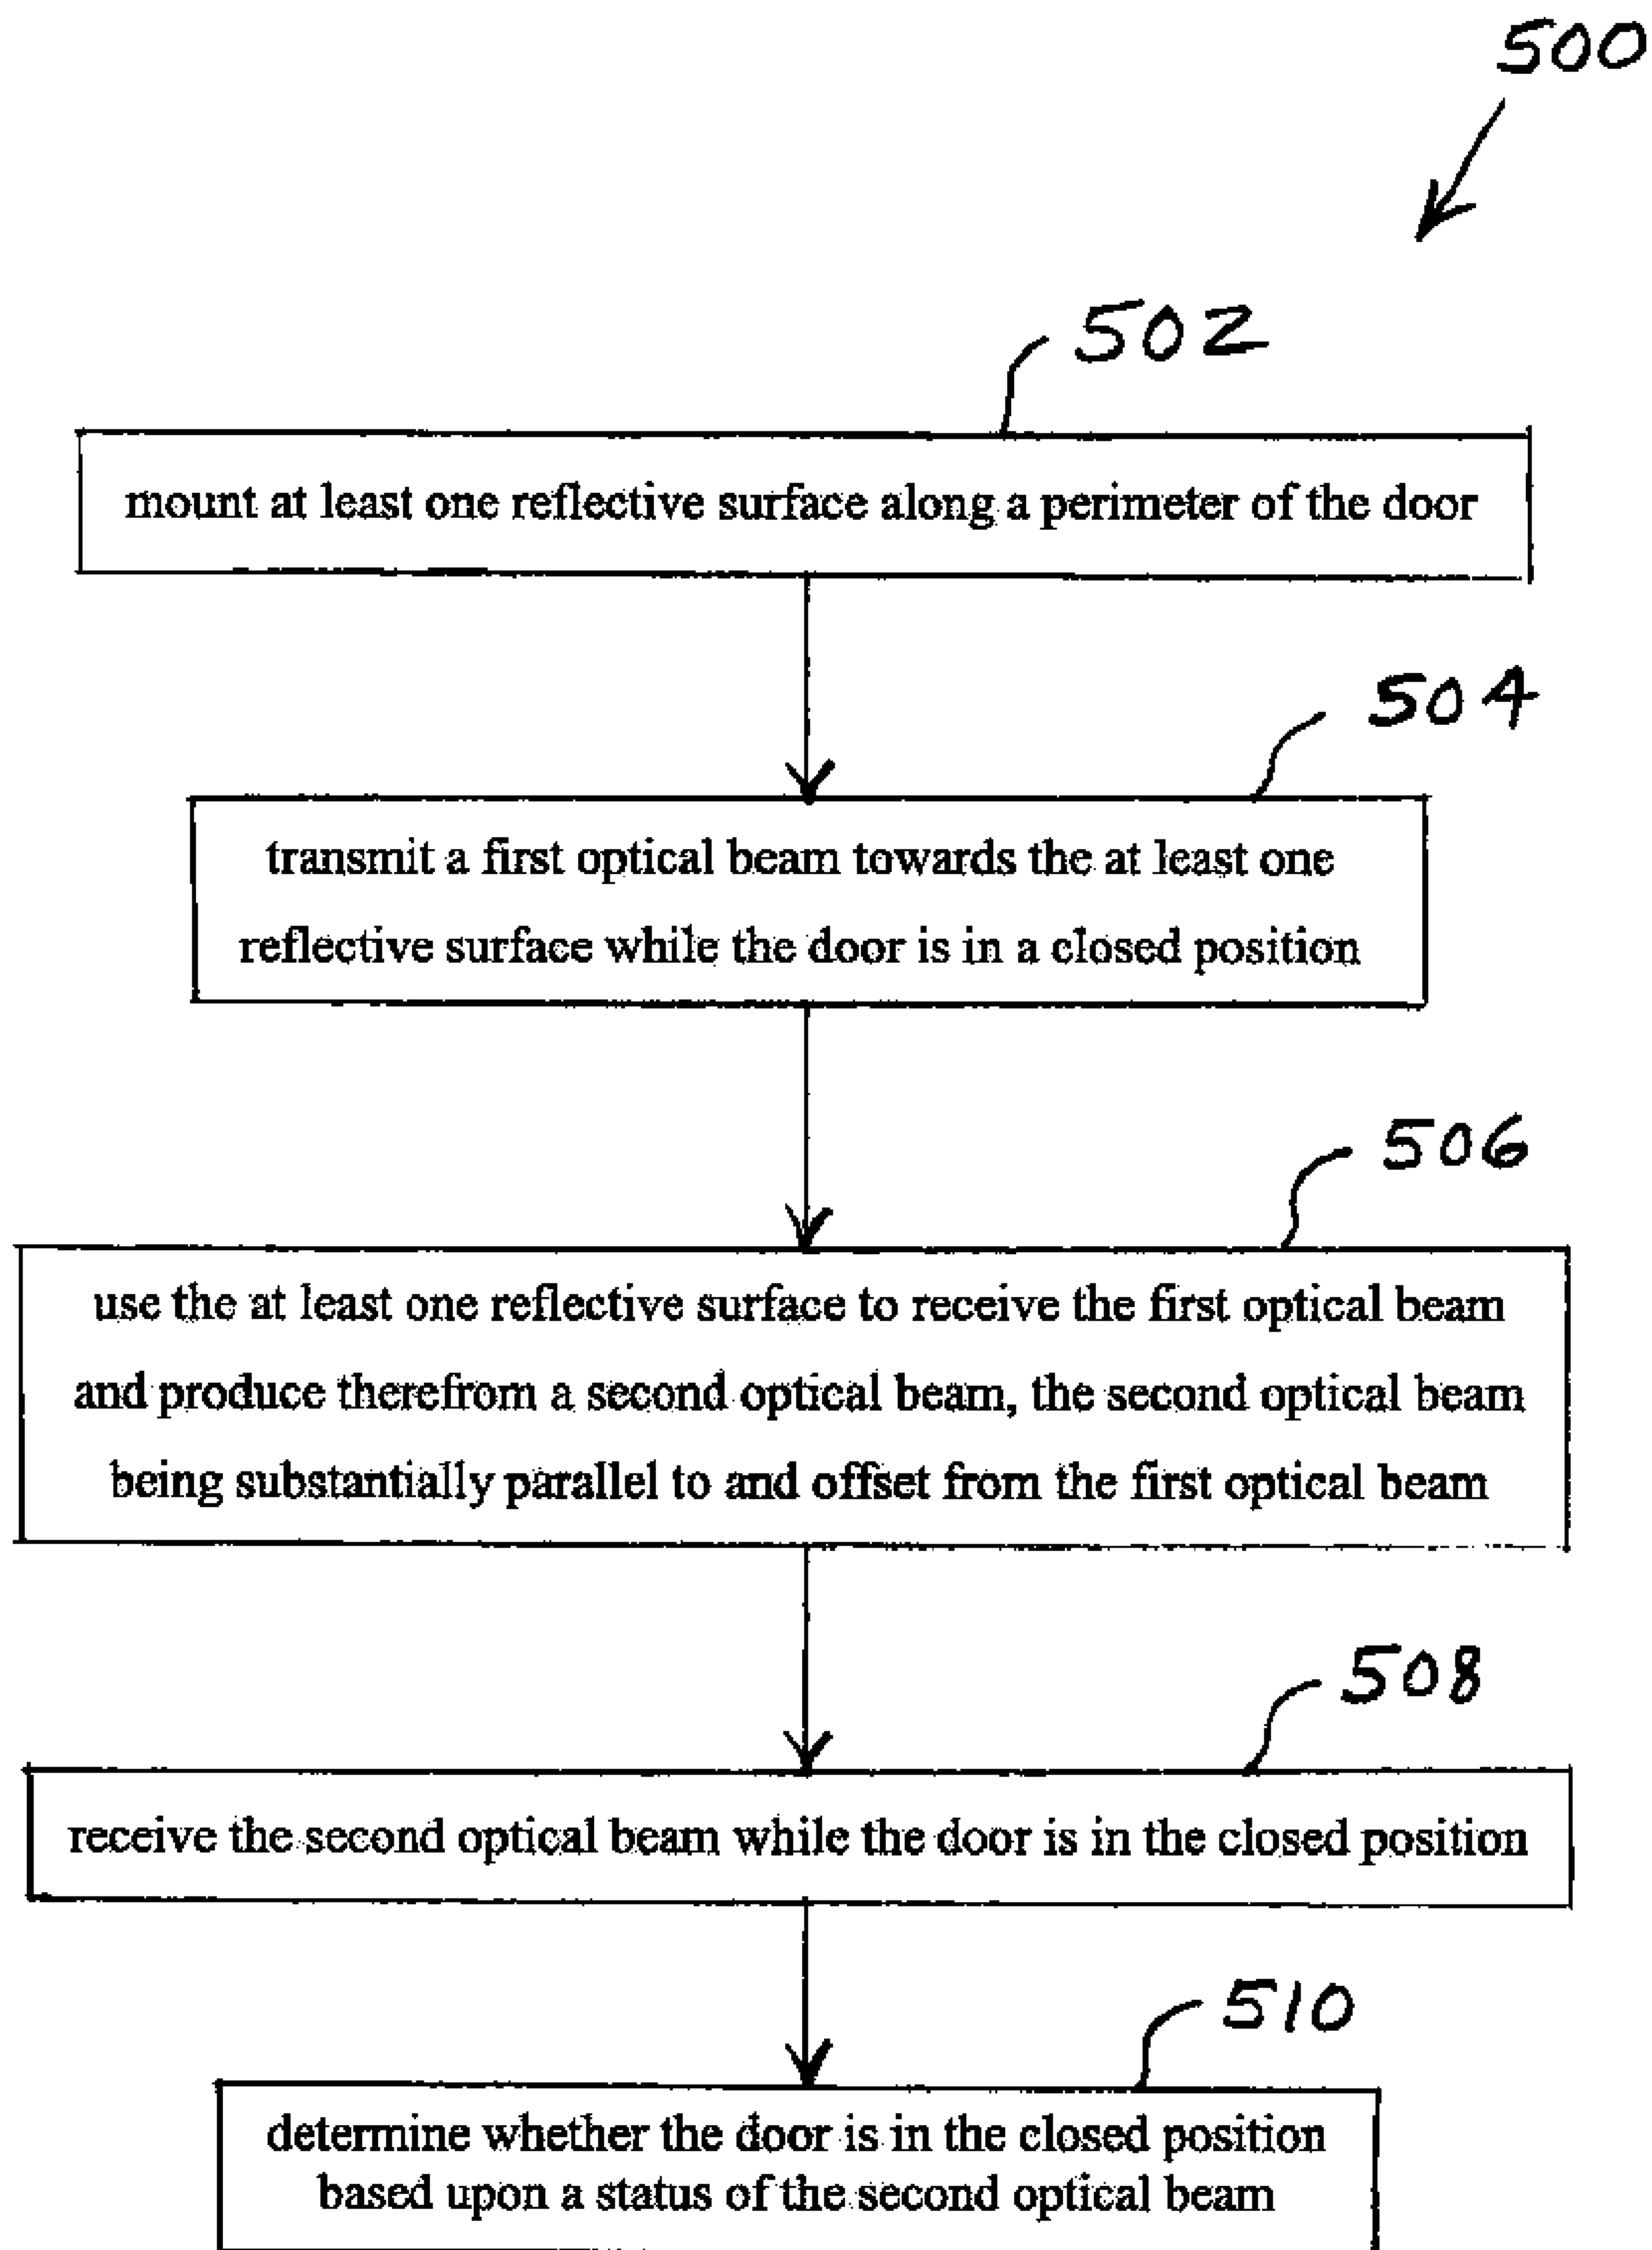 500
502
mount at least one reflective surface along a perimeter of the door
504
transmit a first optical beam towards the at least one
reflective surface while the door is in a closed position
506
use the at least one reflective surface to receive the first optical beam
and produce therefrom a second optical beam, the second optical beam
being substantially parallel to and offset from the first optical beam
508
receive the second optical beam while the door is in the closed position
510
determine whether the door is in the closed position
based upon a status of the second optical beam